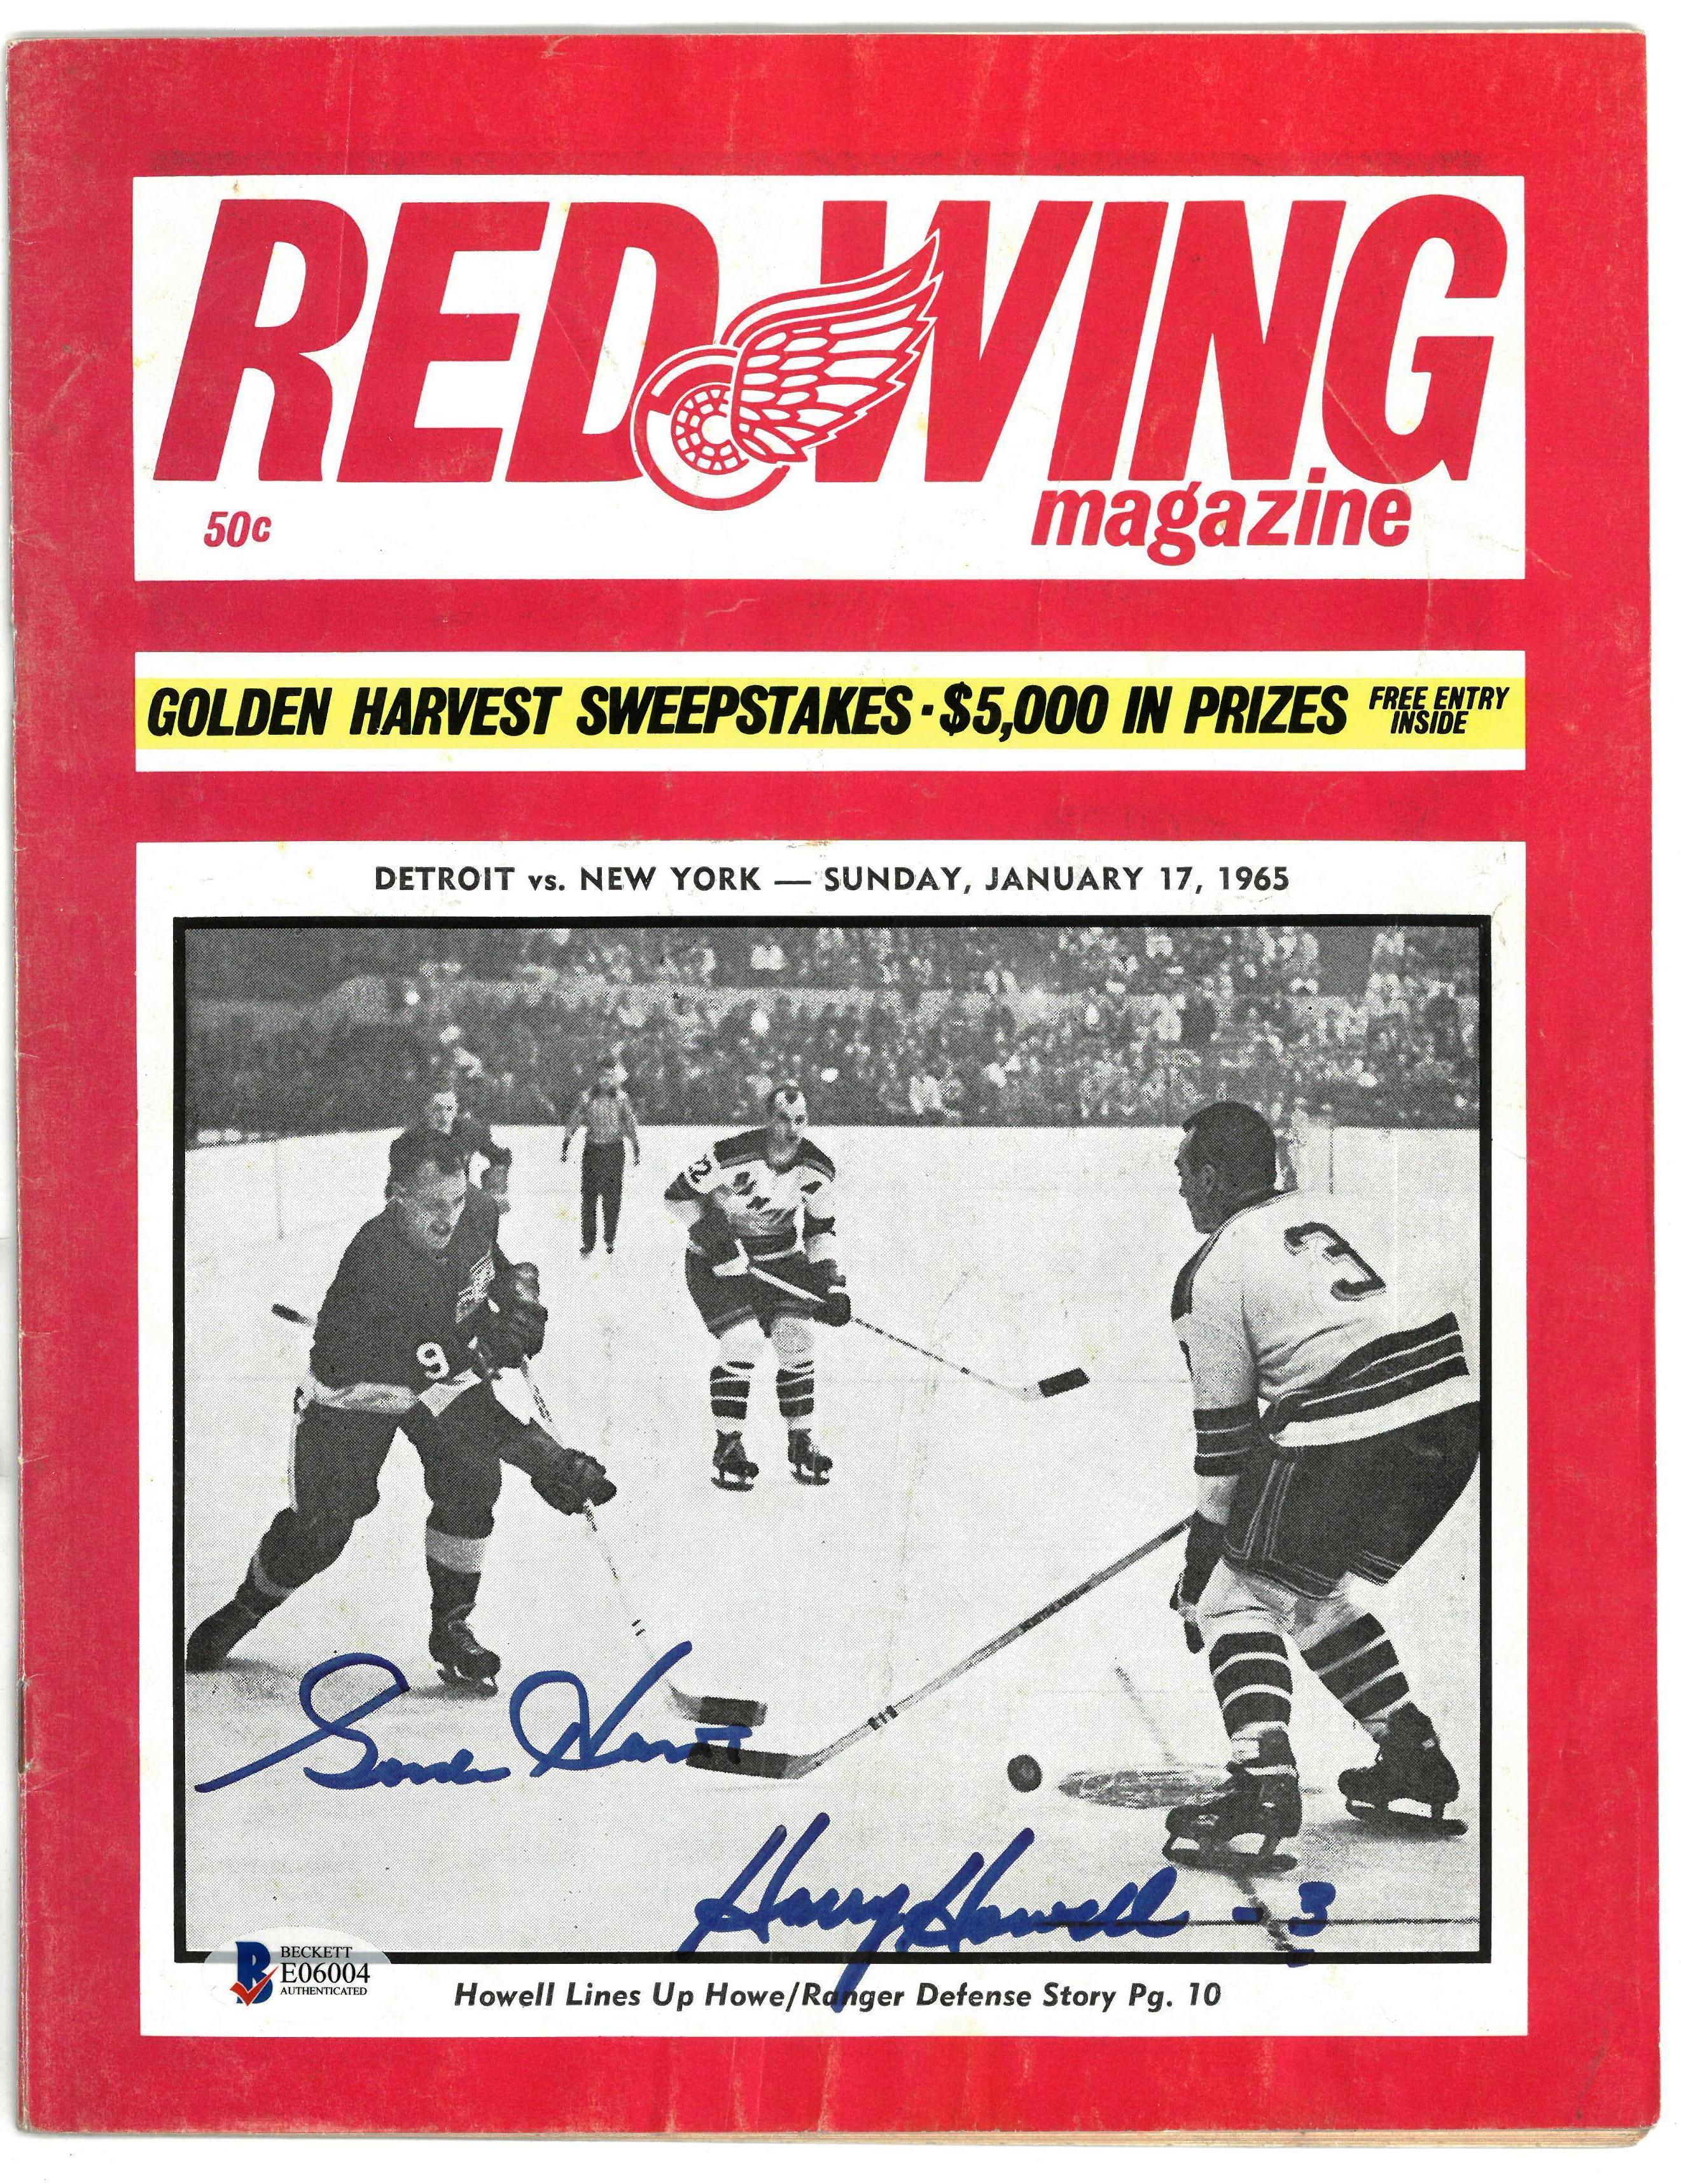 RED WING
magazine
50c
GOLDEN HARVEST SWEEPSTAKES · $5,000 IN PRIZES FREE ENTRY
INSIDE
DETROIT vs. NEW YORK — SUNDAY, JANUARY 17, 1965
2
3
9
Gordie Howe
Harry Howell - 3
BECKETT
E06004
AUTHENTICATED
B
Howell Lines Up Howe/Ranger Defense Story Pg. 10